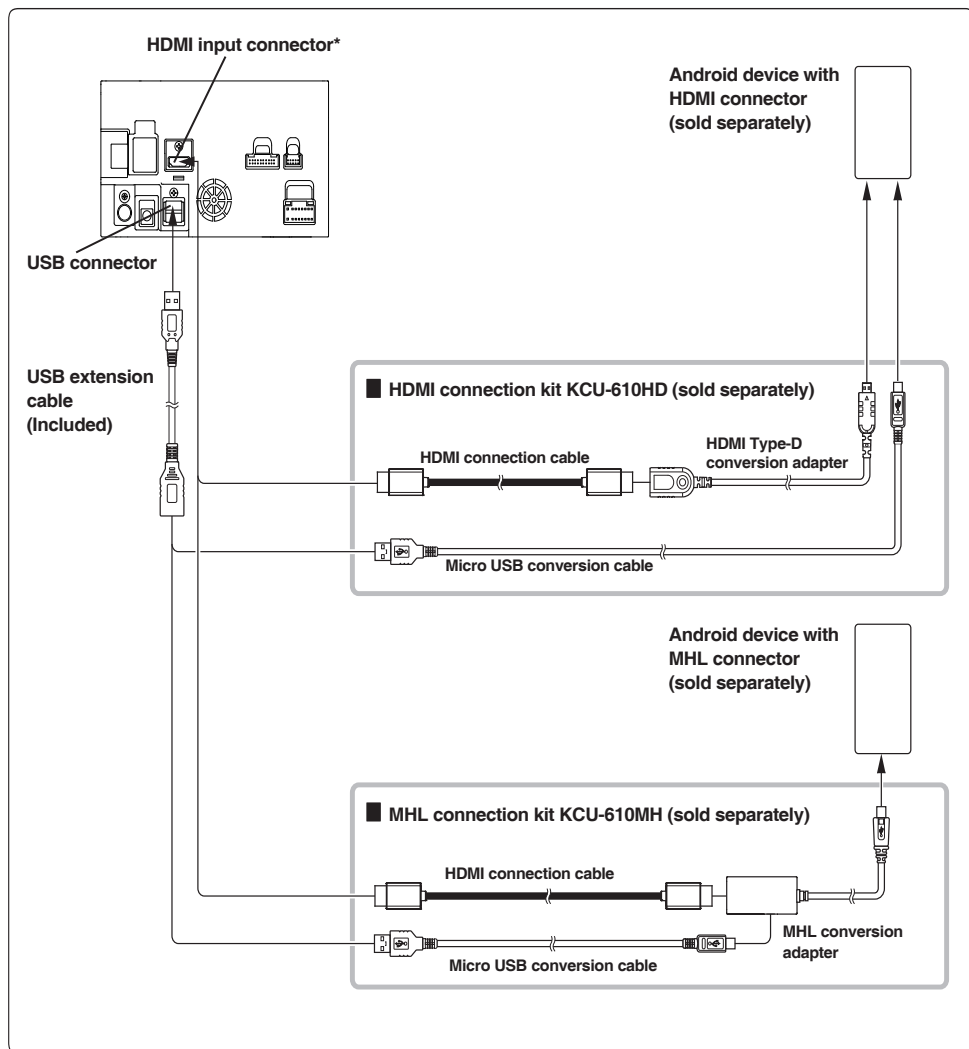 HDMI input connector*
Android device with
HDMI connector
(sold separately)
USB connector
USB extension
cable
(Included)
■ HDMI connection kit KCU-610HD (sold separately)
HDMI connection cable
HDMI Type-D
conversion adapter
Micro USB conversion cable
Android device with
MHL connector
(sold separately)
■ MHL connection kit KCU-610MH (sold separately)
HDMI connection cable
MHL conversion
adapter
Micro USB conversion cable